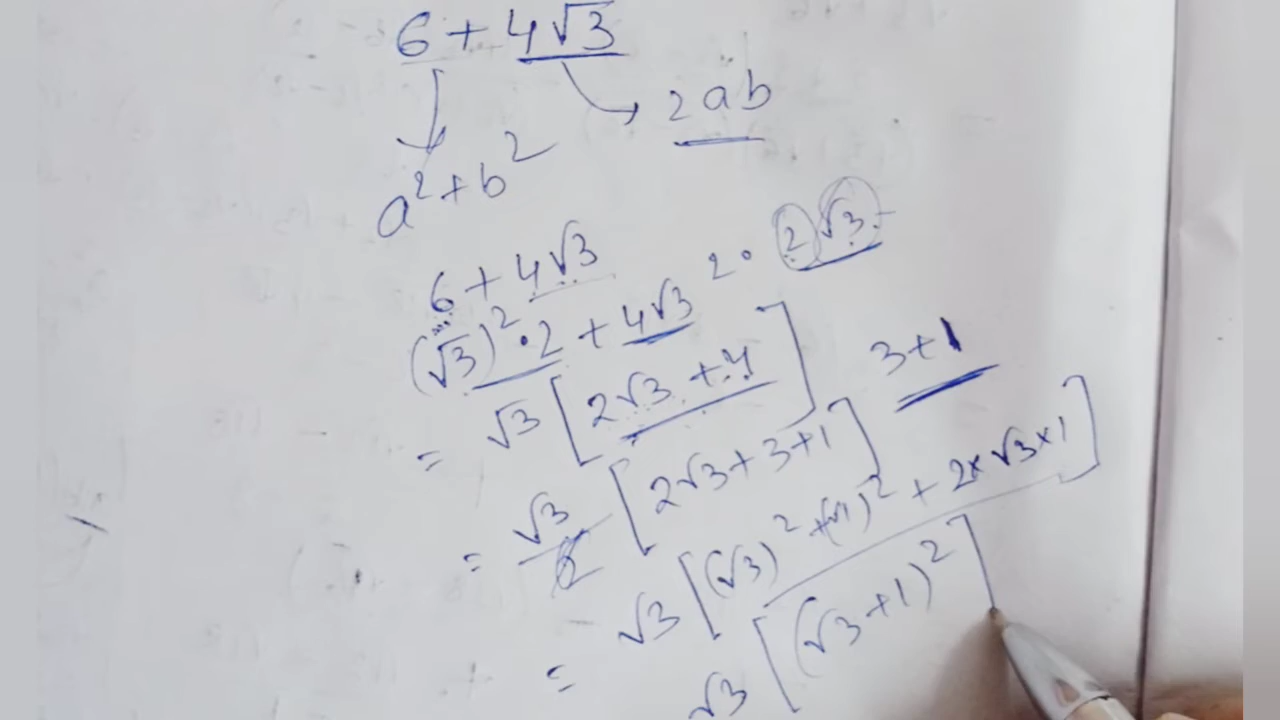 6 + 4√3
2ab
a² + b²
6 + 4√3
2 · 2√3
(√3)² · 2 + 4√3
= √3 [2√3 + 4]
3 + 1
= √3 [2√3 + 3 + 1]
= √3 [(√3)² + (√1)² + 2 × √3 × 1]
√3 [(√3 + 1)²]